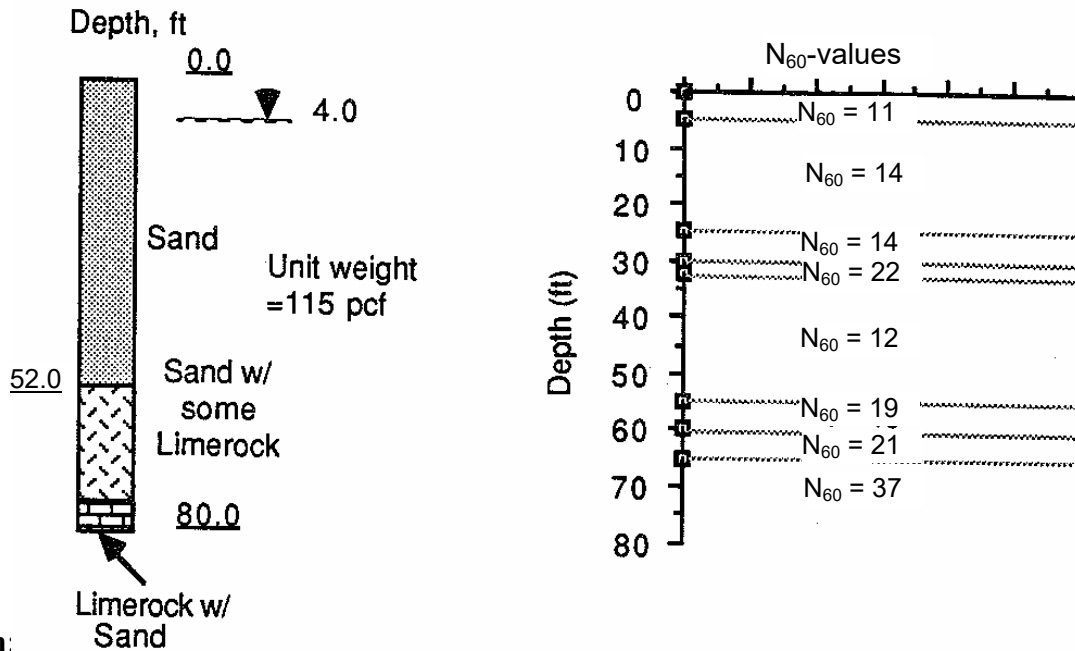 Depth, ft
0.0
4.0
Sand
Unit weight
=115 pcf
52.0
Sand w/
some
Limerock
80.0
Limerock w/
Sand
N60-values
Depth (ft)
0
10
20
30
40
50
60
70
80
N60 = 11
N60 = 14
N60 = 14
N60 = 22
N60 = 12
N60 = 19
N60 = 21
N60 = 37